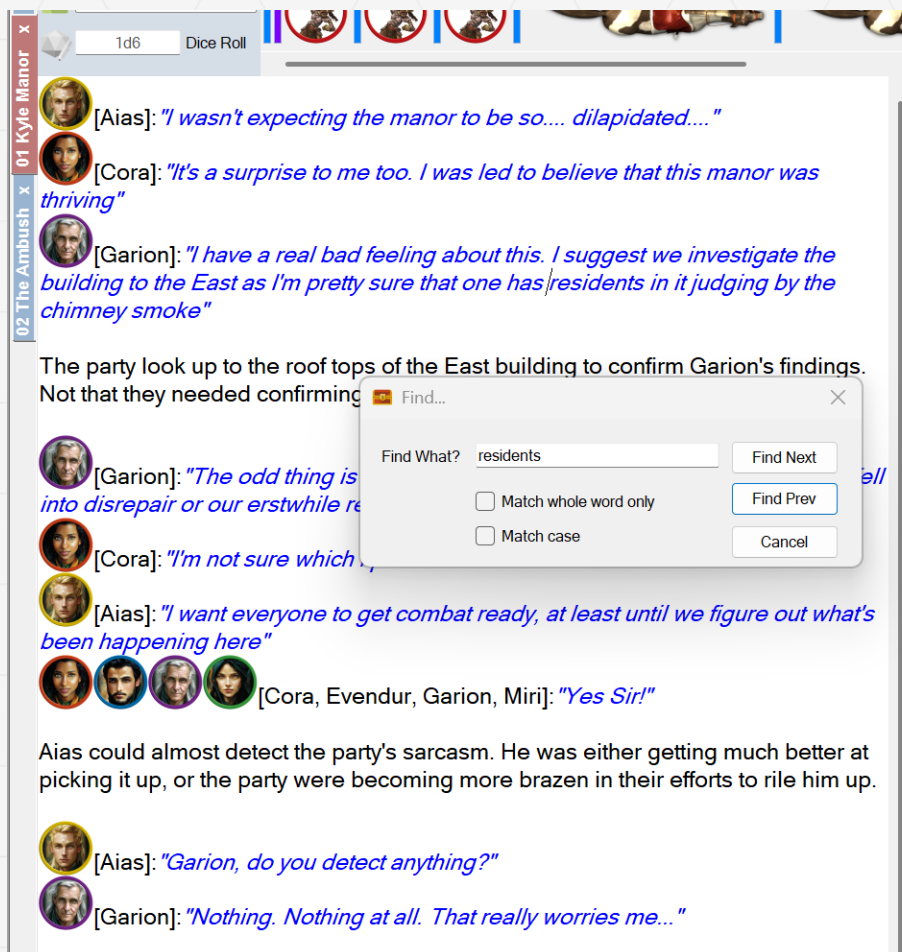 1d6 Dice Roll
01 Kyle Manor x
02 The Ambush x
[Aias]: "I wasn't expecting the manor to be so.... dilapidated...."
[Cora]: "It's a surprise to me too. I was led to believe that this manor was
thriving"
[Garion]: "I have a real bad feeling about this. I suggest we investigate the
building to the East as I'm pretty sure that one has residents in it judging by the
chimney smoke"
The party look up to the roof tops of the East building to confirm Garion's findings.
Not that they needed confirming
[Garion]: "The odd thing is
into disrepair or our erstwhile
[Cora]: "I'm not sure which
[Aias]: "I want everyone to get combat ready, at least until we figure out what's
been happening here"
[Cora, Evendur, Garion, Miri]: "Yes Sir!"
Aias could almost detect the party's sarcasm. He was either getting much better at
picking it up, or the party were becoming more brazen in their efforts to rile him up.
[Aias]: "Garion, do you detect anything?"
[Garion]: "Nothing. Nothing at all. That really worries me..."
Find...
Find What? residents Find Next
Match whole word only Find Prev
Match case Cancel